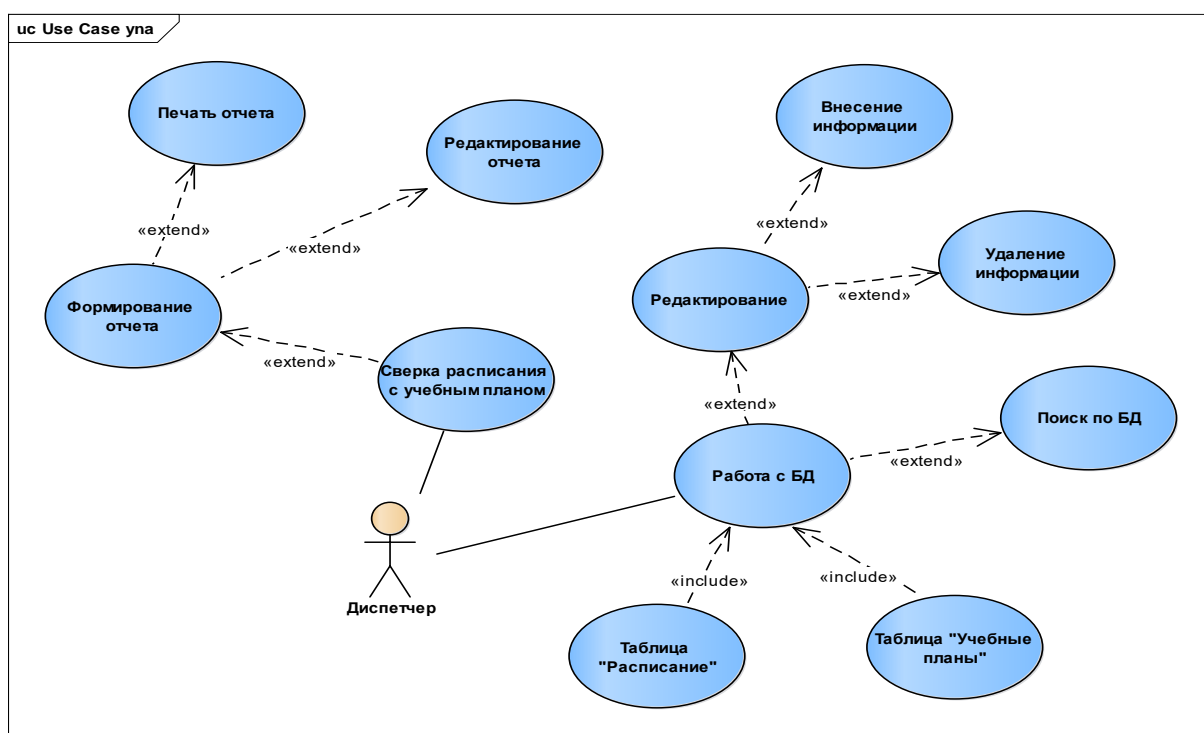 uc Use Case упа
Печать отчета
Редактирование
отчета
Внесение
информации
«extend»
«extend»
«extend»
Удаление
информации
Формирование
отчета
Редактирование
«extend»
«extend»
Сверка расписания
с учебным планом
«extend»
Поиск по БД
Работа с БД
«extend»
«include»
«include»
Диспетчер
Таблица
"Расписание"
Таблица "Учебные
планы"